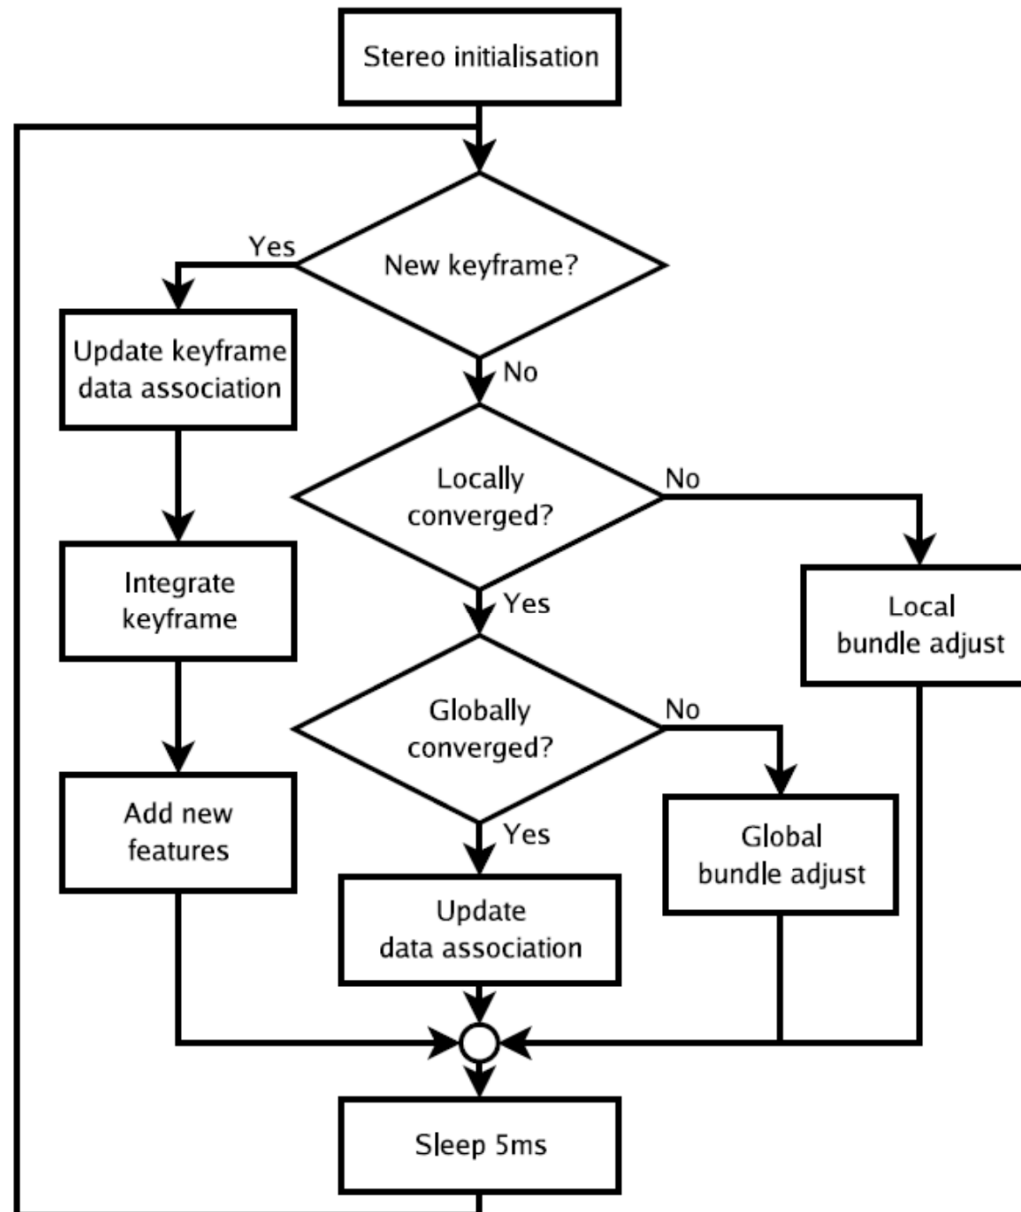 Stereo initialisation
Yes
New keyframe?
Update keyframe
data association
No
Locally
converged?
No
Integrate
keyframe
Yes
Local
bundle adjust
Globally
converged?
No
Add new
features
Yes
Global
bundle adjust
Update
data association
Sleep 5ms